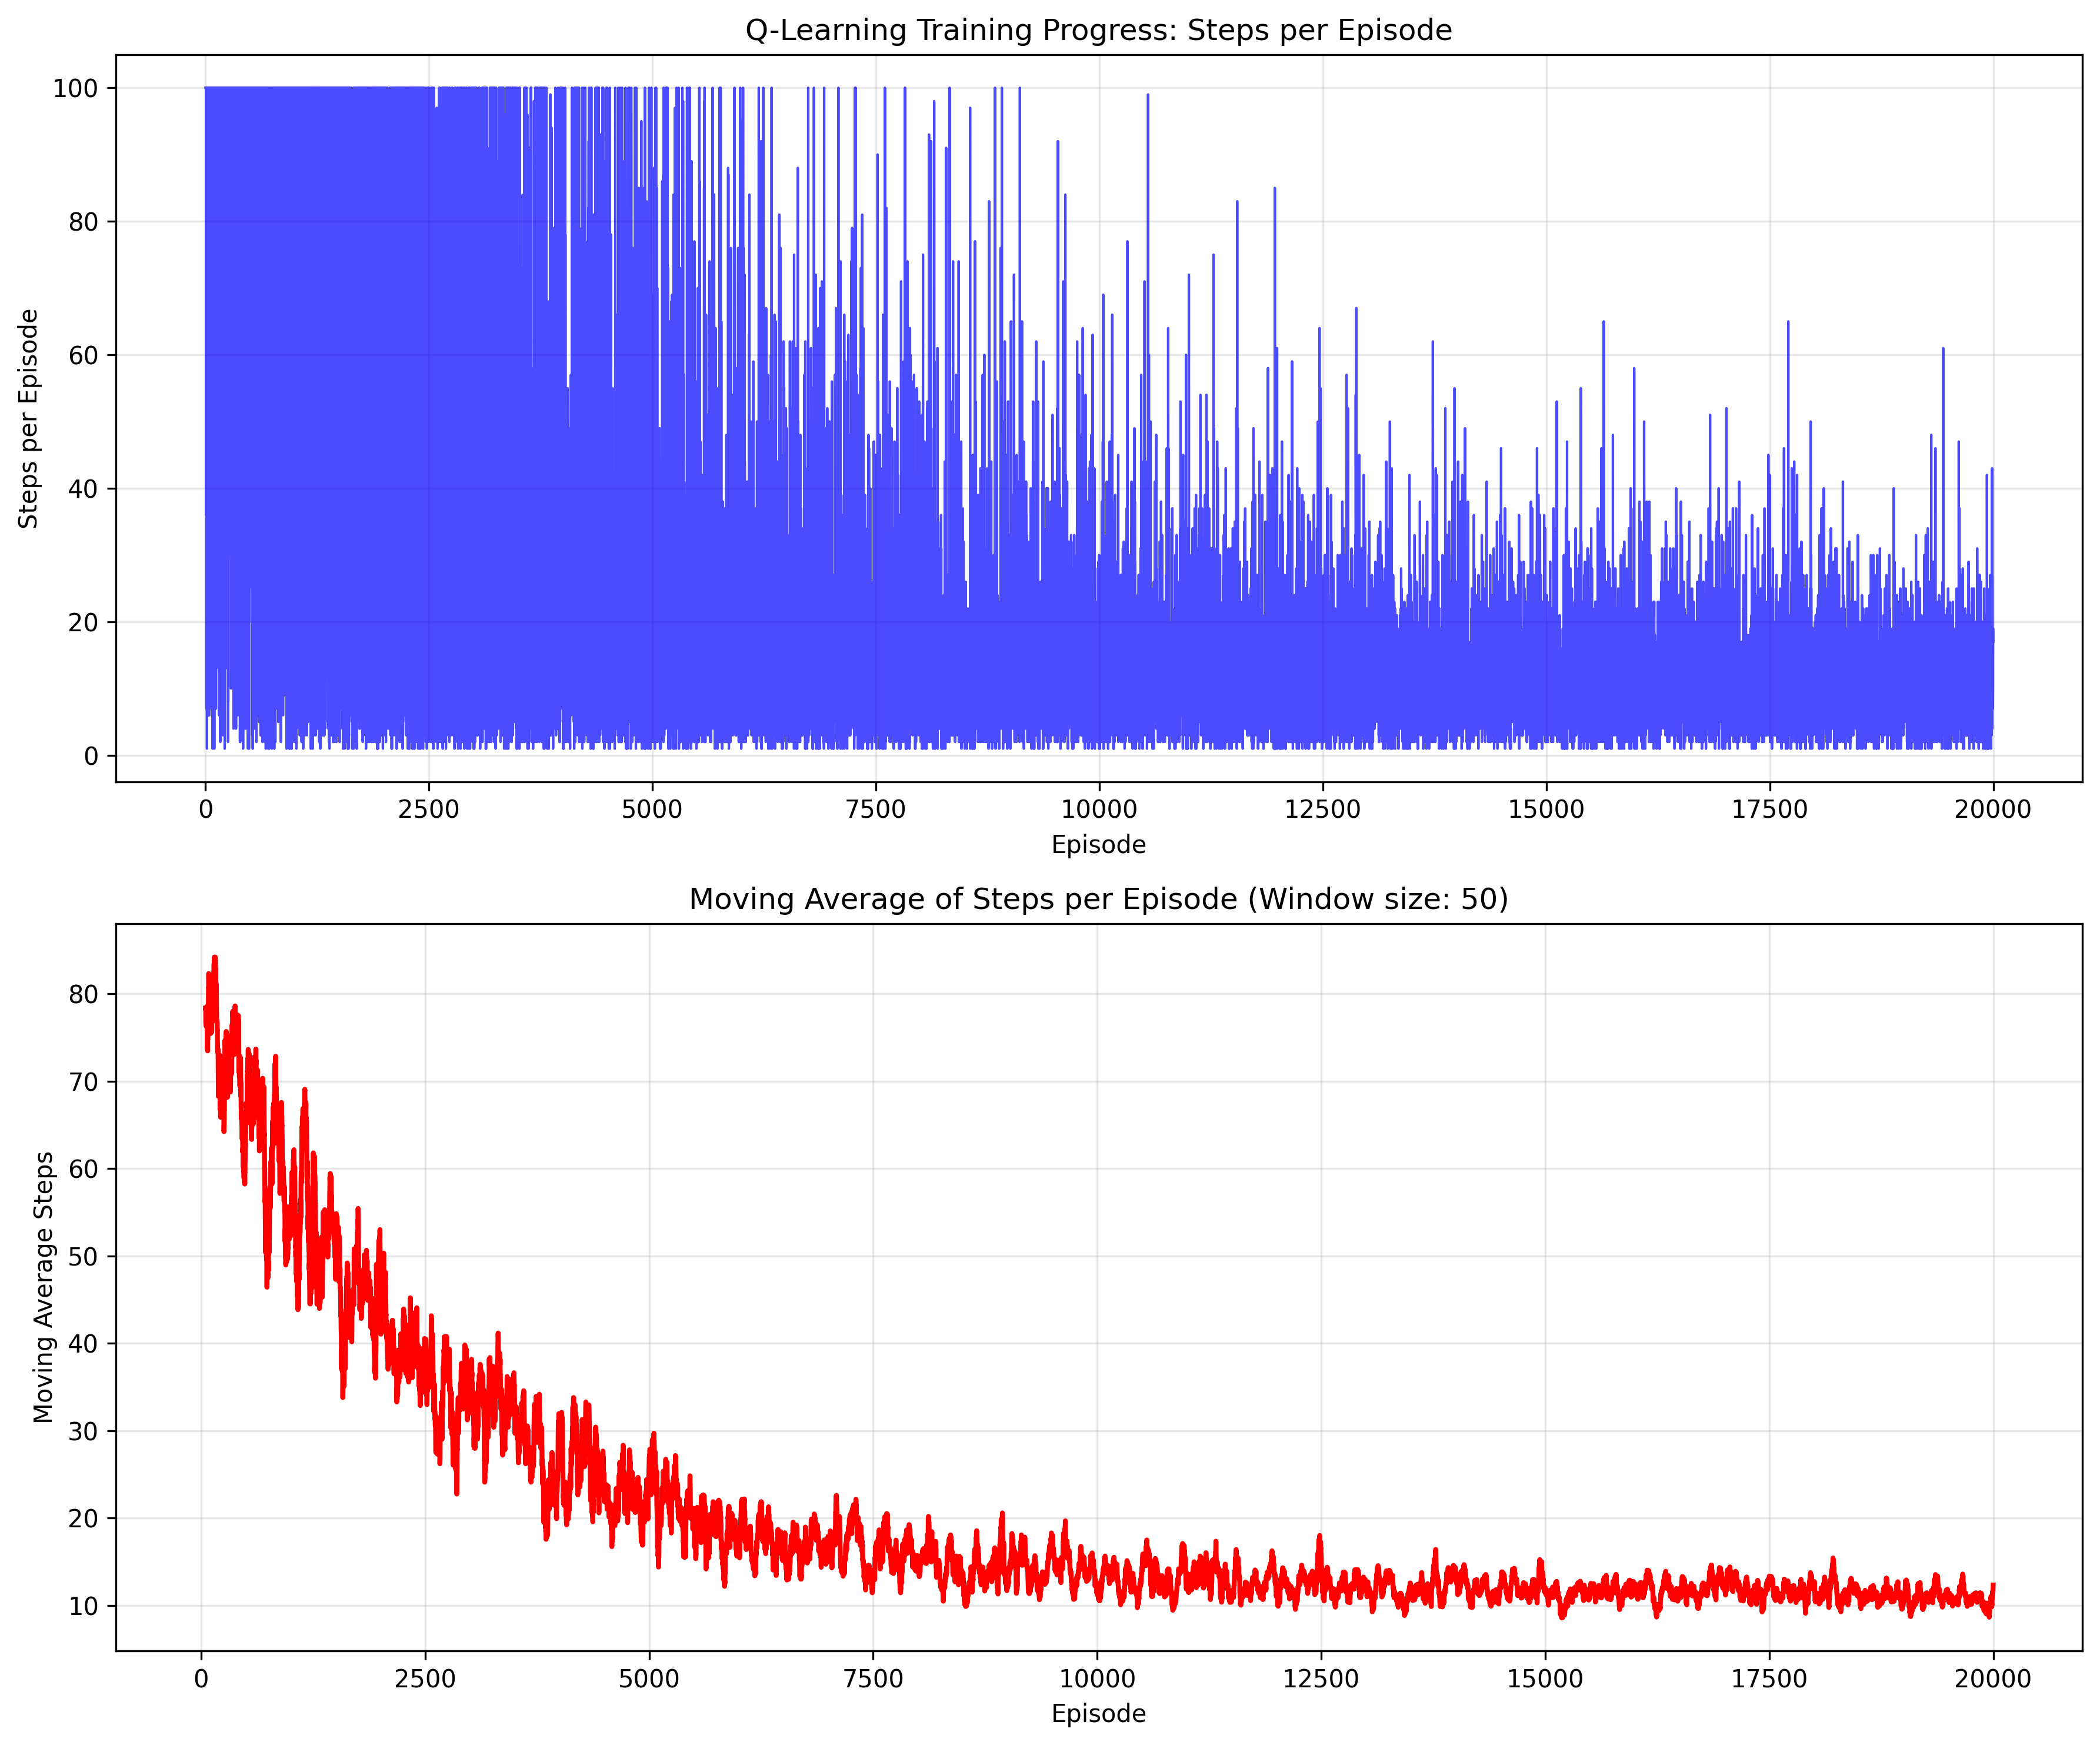 Q-Learning Training Progress: Steps per Episode
100
80
60
40
20
0
Steps per Episode
0 2500 5000 7500 10000 12500 15000 17500 20000
Episode
Moving Average of Steps per Episode (Window size: 50)
80
70
60
50
40
30
20
10
Moving Average Steps
0 2500 5000 7500 10000 12500 15000 17500 20000
Episode